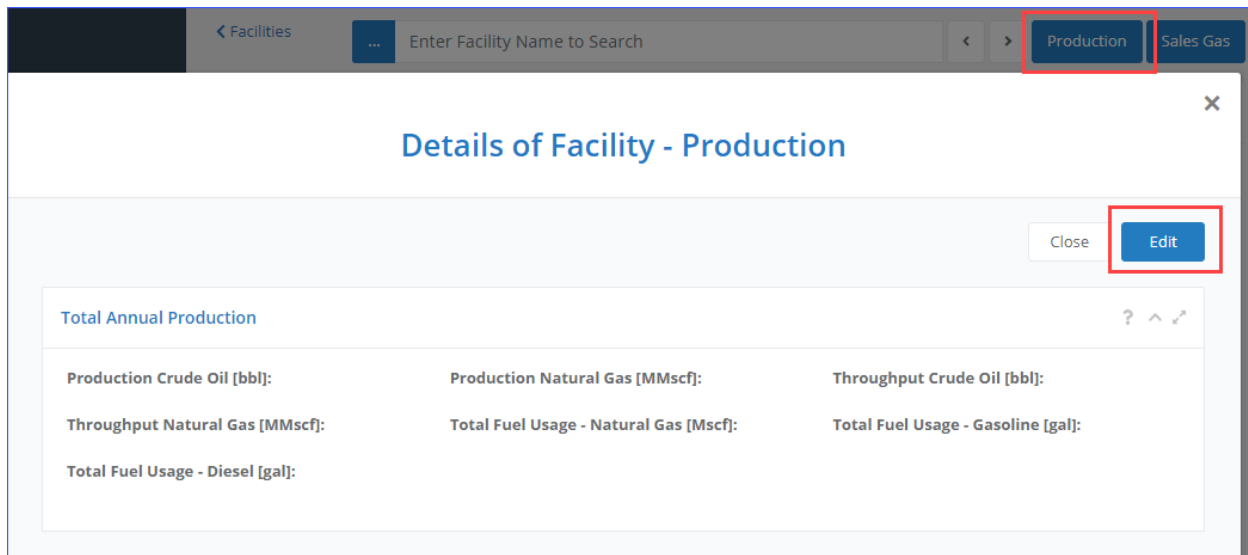 Facilities
... Enter Facility Name to Search Production Sales Gas
Details of Facility - Production
Close Edit
Total Annual Production ?
Production Crude Oil [bbl]: Production Natural Gas [MMscf]: Throughput Crude Oil [bbl]:
Throughput Natural Gas [MMscf]: Total Fuel Usage - Natural Gas [Mscf]: Total Fuel Usage - Gasoline [gal]:
Total Fuel Usage - Diesel [gal]: